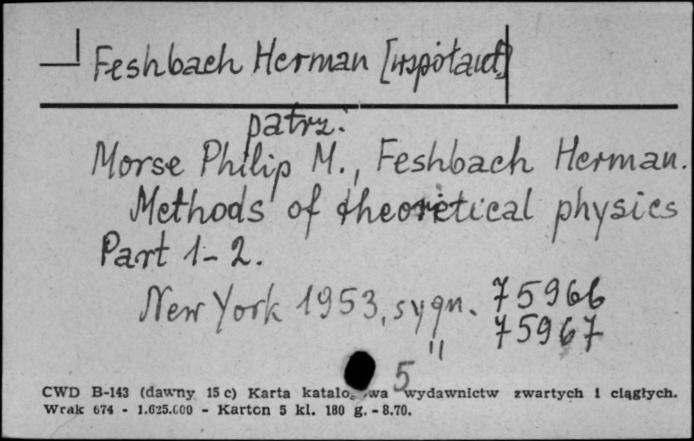 Feshbach Herman [współaut.]
patrz:
Morse Philip M., Feshbach Herman.
Methods of theoretical physics
Part 1-2.
New York 1953, sygn. 75966
" 75967
5
CWD B-143 (dawny 15 c) Karta katalo wa wydawnictw zwartych i ciągłych.
Wrak 674 - 1.625.000 - Karton 5 kl. 180 g. - 8.70.